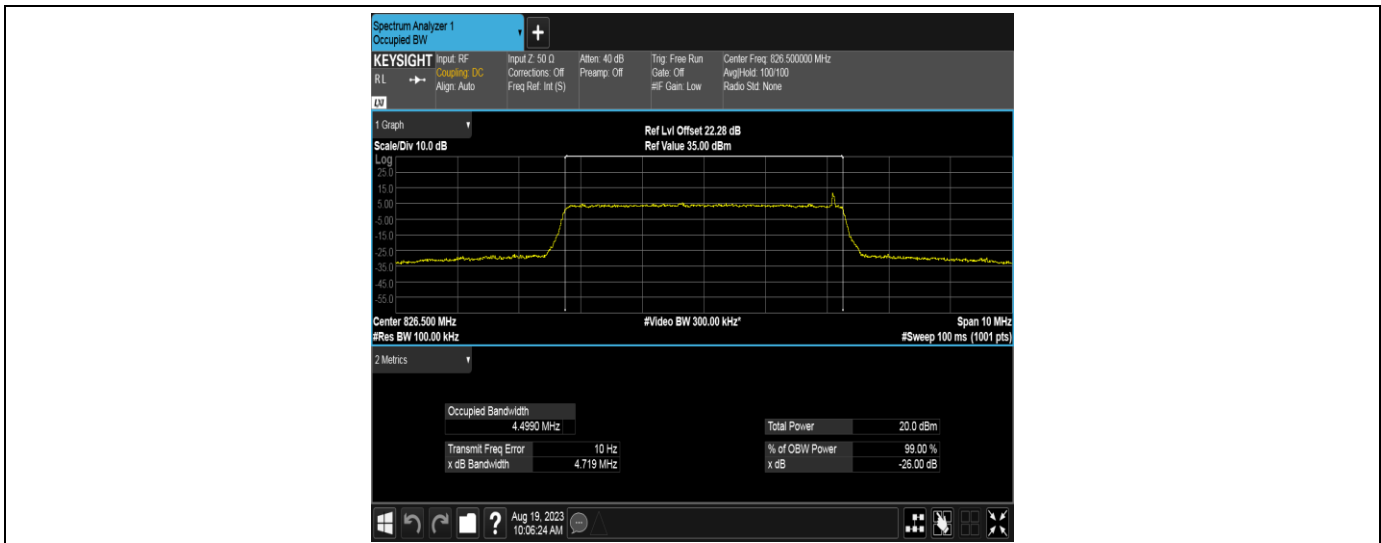 Spectrum Analyzer 1
Occupied BW
+
KEYSIGHT
RL
LXI
Input: RF
Coupling: DC
Align: Auto
Input Z: 50 Ω
Corrections: Off
Freq Ref: Int (S)
Atten: 40 dB
Preamp: Off
Trig: Free Run
Gate: Off
#IF Gain: Low
Center Freq: 826.500000 MHz
Avg|Hold: 100/100
Radio Std: None
1 Graph
Scale/Div 10.0 dB
Ref Lvl Offset 22.28 dB
Ref Value 35.00 dBm
Log
25.0
15.0
5.00
-5.00
-15.0
-25.0
-35.0
-45.0
-55.0
Center 826.500 MHz
#Video BW 300.00 kHz*
Span 10 MHz
#Res BW 100.00 kHz
#Sweep 100 ms (1001 pts)
2 Metrics
Occupied Bandwidth
4.4990 MHz
Total Power 20.0 dBm
Transmit Freq Error 10 Hz
% of OBW Power 99.00 %
x dB Bandwidth 4.719 MHz
x dB -26.00 dB
?
Aug 19, 2023
10:06:24 AM